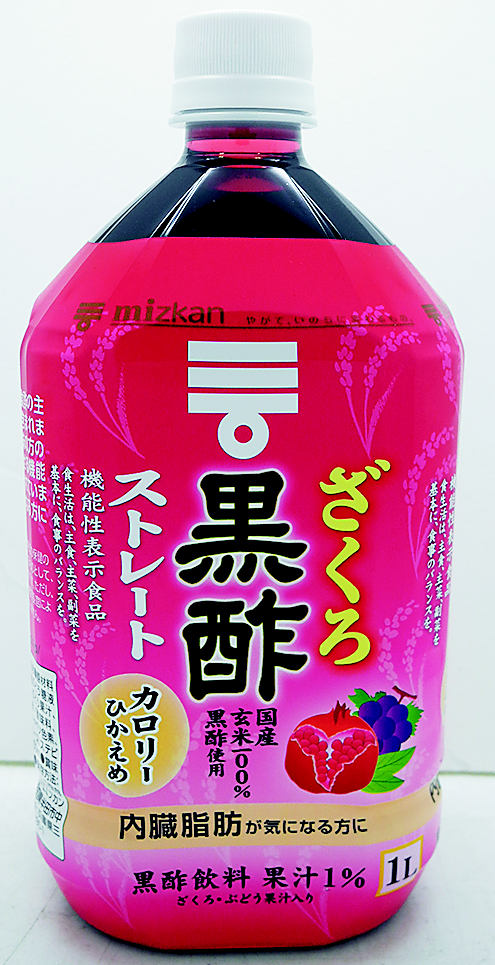 mizkan
やがて、いのちに変わるもの。
ざくろ
黒酢
ストレート
機能性表示食品
食生活は、主食、主菜、副菜を
基本に、食事のバランスを。
カロリー
ひかえめ
国産
玄米100%
黒酢使用
内臓脂肪が気になる方に
黒酢飲料 果汁1%
ざくろ・ぶどう果汁入り
1L